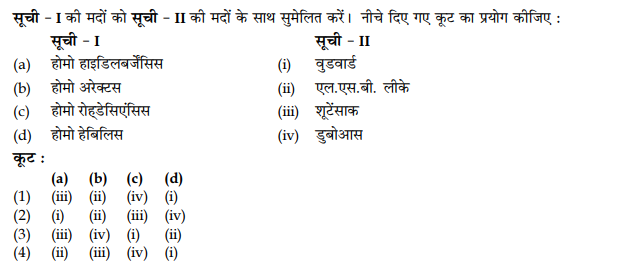 सूची - I की मदों को सूची - II की मदों के साथ सुमेलित करें। नीचे दिए गए कूट का प्रयोग कीजिए :
सूची - I सूची - II
(a) होमो हाइडिलबर्जेंसिस (i) वुडवार्ड
(b) होमो अरेक्टस (ii) एल.एस.बी. लीके
(c) होमो रोह्डेसिएंसिस (iii) शूटेंसाक
(d) होमो हेबिलिस (iv) डुबोआस
कूट :
(a) (b) (c) (d)
(1) (iii) (ii) (iv) (i)
(2) (i) (ii) (iii) (iv)
(3) (iii) (iv) (i) (ii)
(4) (ii) (iii) (iv) (i)